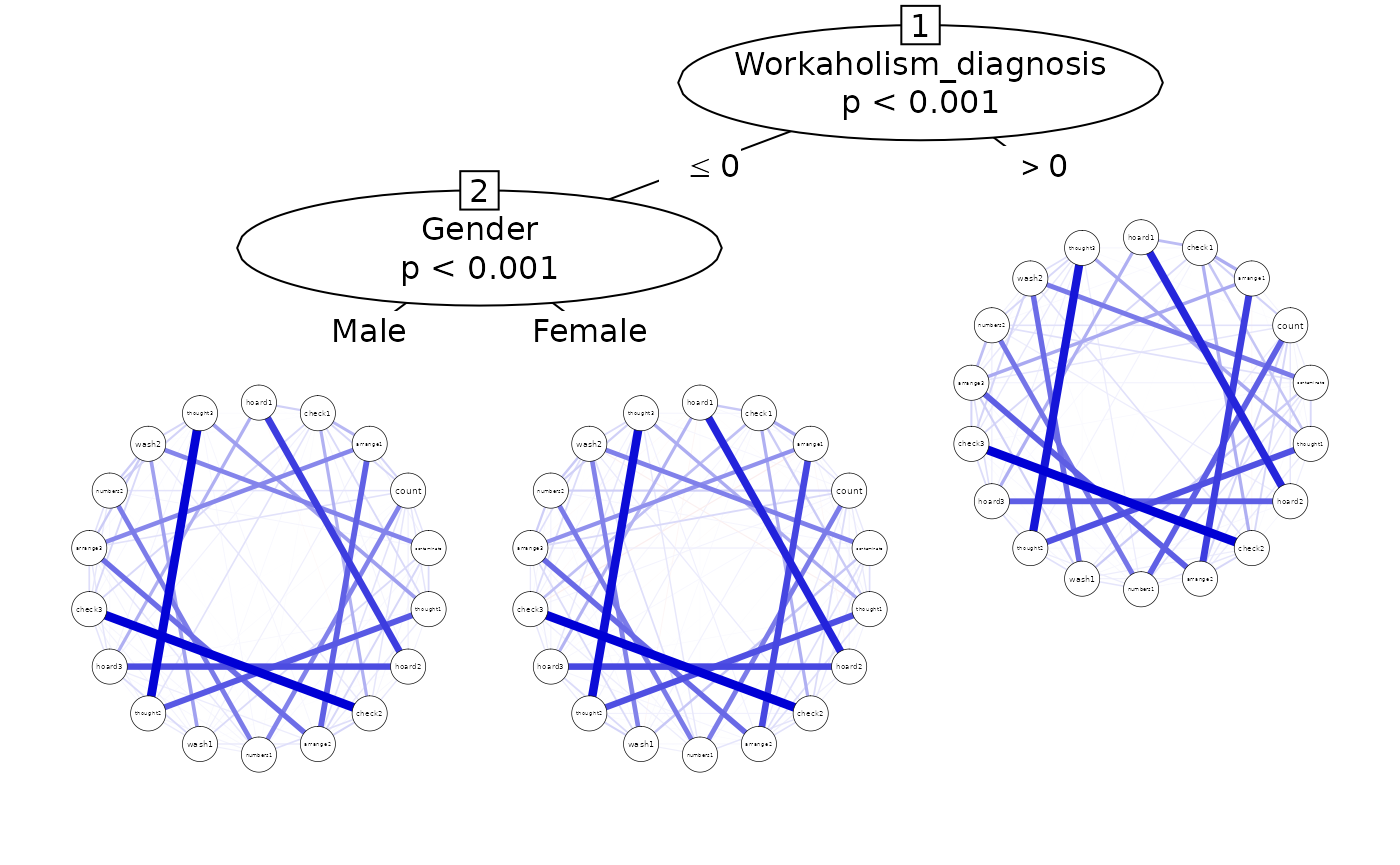 1
Workaholism_diagnosis
p < 0.001
≤ 0
> 0
2
Gender
p < 0.001
Male
Female
hoard1
check1
arrange1
count
contaminate
thought1
hoard2
check2
arrange2
numbers1
wash1
thought2
hoard3
check3
arrange3
numbers2
wash2
thought3
hoard1
check1
arrange1
count
contaminate
thought1
hoard2
check2
arrange2
numbers1
wash1
thought2
hoard3
check3
arrange3
numbers2
wash2
thought3
hoard1
check1
arrange1
count
contaminate
thought1
hoard2
check2
arrange2
numbers1
wash1
thought2
hoard3
check3
arrange3
numbers2
wash2
thought3